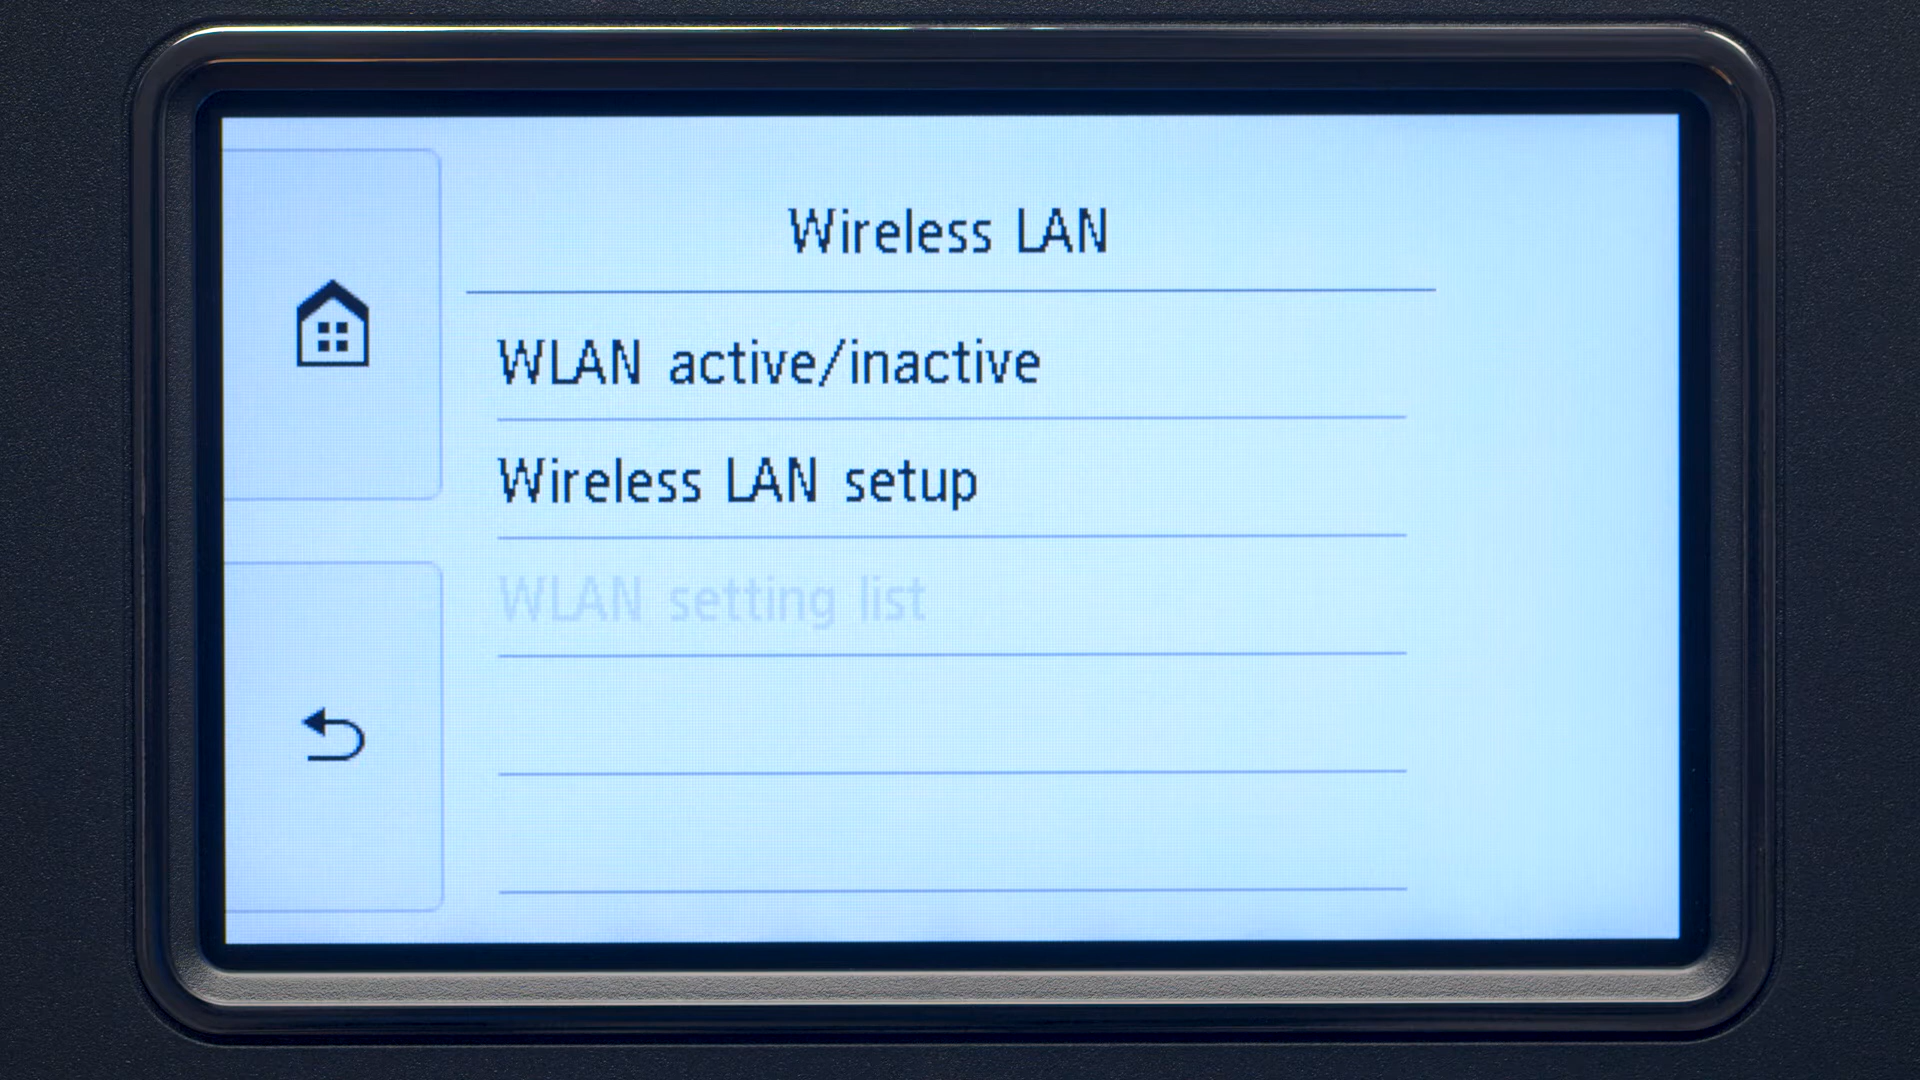 Wireless LAN
WLAN active/inactive
Wireless LAN setup
WLAN setting list